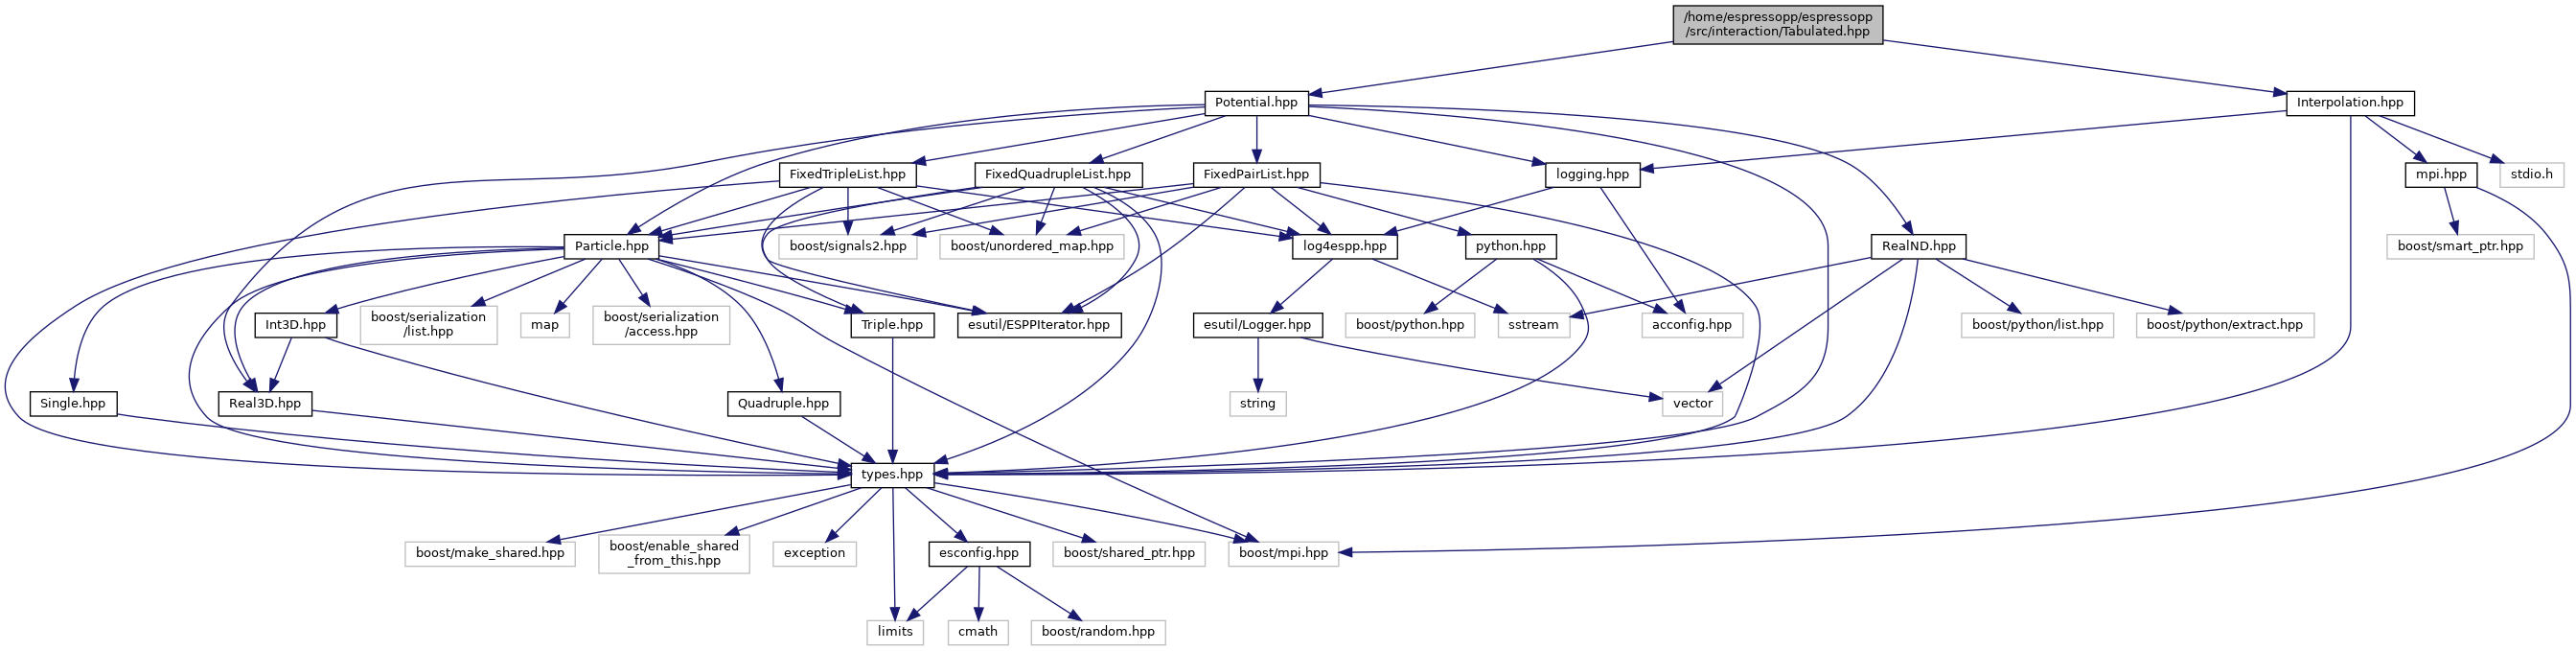 /home/espressopp/espressopp
/src/interaction/Tabulated.hpp
Potential.hpp
Interpolation.hpp
FixedTripleList.hpp
FixedQuadrupleList.hpp
FixedPairList.hpp
logging.hpp
mpi.hpp
stdio.h
Particle.hpp
boost/signals2.hpp
boost/unordered_map.hpp
log4espp.hpp
python.hpp
RealND.hpp
boost/smart_ptr.hpp
Int3D.hpp
boost/serialization
/list.hpp
map
boost/serialization
/access.hpp
Triple.hpp
esutil/ESPPIterator.hpp
esutil/Logger.hpp
boost/python.hpp
sstream
acconfig.hpp
boost/python/list.hpp
boost/python/extract.hpp
Single.hpp
Real3D.hpp
Quadruple.hpp
string
vector
types.hpp
boost/make_shared.hpp
boost/enable_shared
_from_this.hpp
exception
esconfig.hpp
boost/shared_ptr.hpp
boost/mpi.hpp
limits
cmath
boost/random.hpp